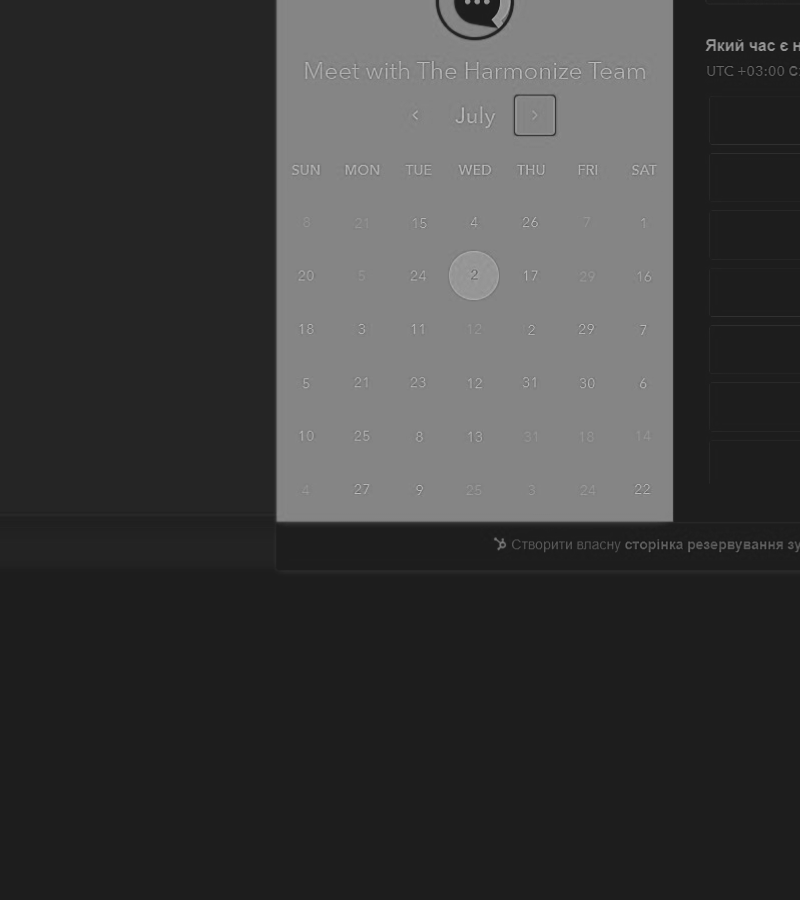 Meet with The Harmonize Team
July
SUN MON TUE WED THU FRI SAT
8 21 15 4 26 7 1
20 5 24 2 17 29 16
18 3 11 12 2 29 7
5 21 23 12 31 30 6
10 25 8 13 31 18 14
4 27 9 25 3 24 22
Який час є
UTC +03:00
Створити власну сторінка резервування